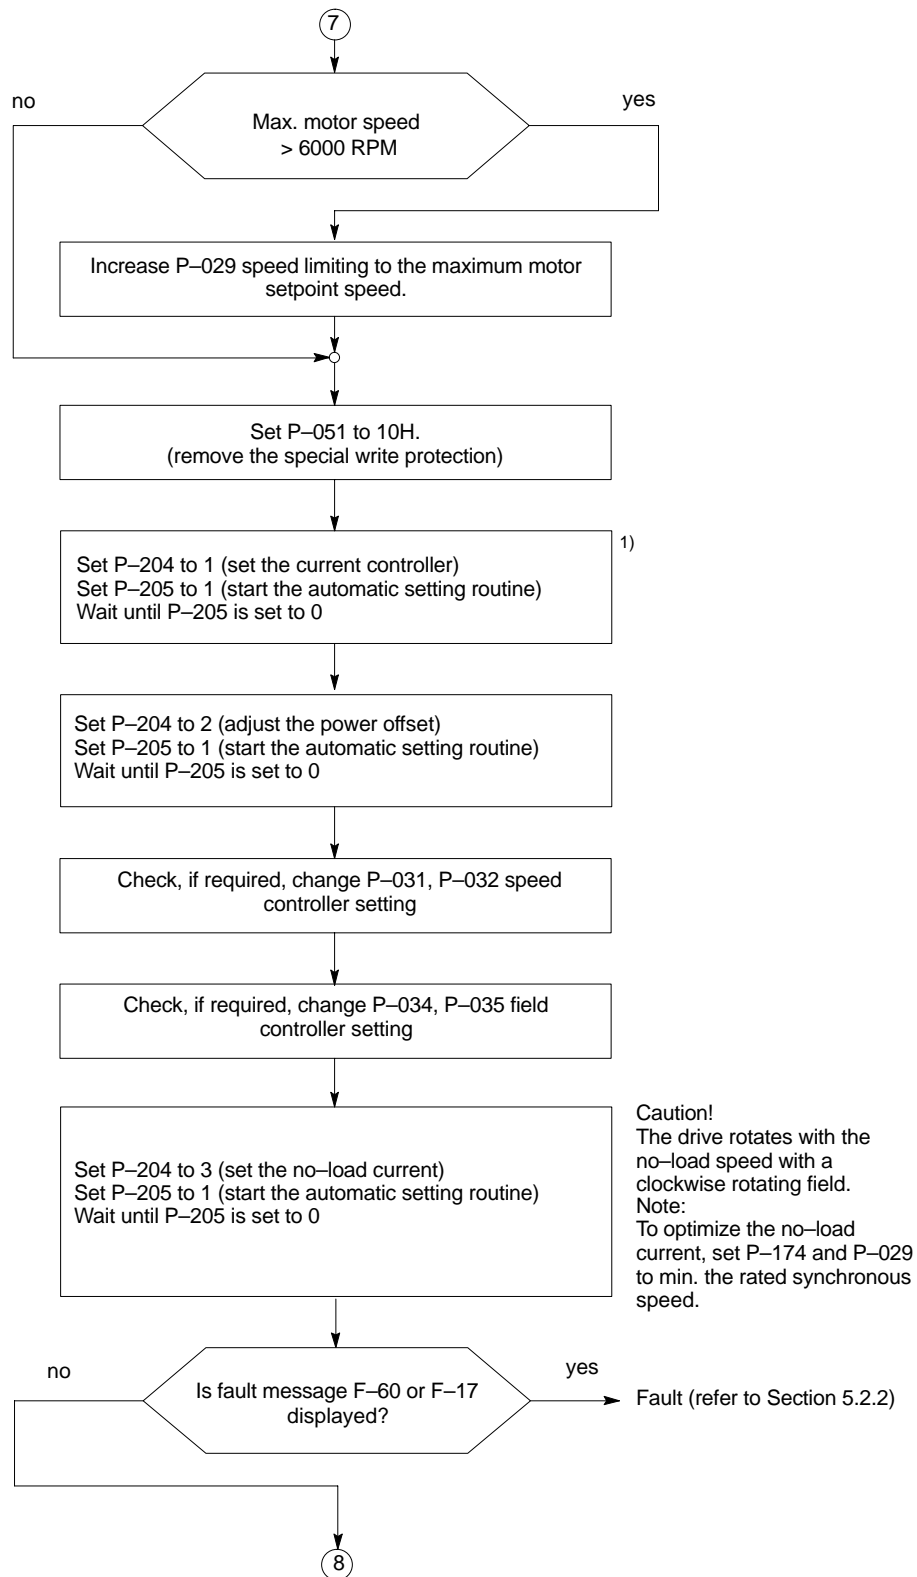 7
no
yes
Max. motor speed
> 6000 RPM
Increase P–029 speed limiting to the maximum motor
setpoint speed.
Set P–051 to 10H.
(remove the special write protection)
1)
Set P–204 to 1 (set the current controller)
Set P–205 to 1 (start the automatic setting routine)
Wait until P–205 is set to 0
Set P–204 to 2 (adjust the power offset)
Set P–205 to 1 (start the automatic setting routine)
Wait until P–205 is set to 0
Check, if required, change P–031, P–032 speed
controller setting
Check, if required, change P–034, P–035 field
controller setting
Set P–204 to 3 (set the no–load current)
Set P–205 to 1 (start the automatic setting routine)
Wait until P–205 is set to 0
Caution!
The drive rotates with the
no–load speed with a
clockwise rotating field.
Note:
To optimize the no–load
current, set P–174 and P–029
to min. the rated synchronous
speed.
no
yes
Is fault message F–60 or F–17
displayed?
Fault (refer to Section 5.2.2)
8